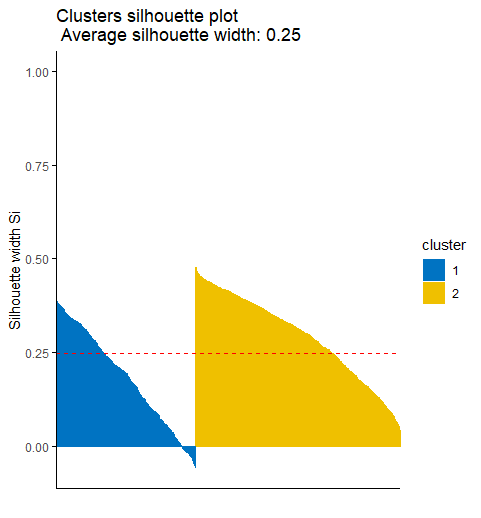 Clusters silhouette plot
Average silhouette width: 0.25
1.00
0.75
0.50
0.25
0.00
Silhouette width Si
cluster
1
2